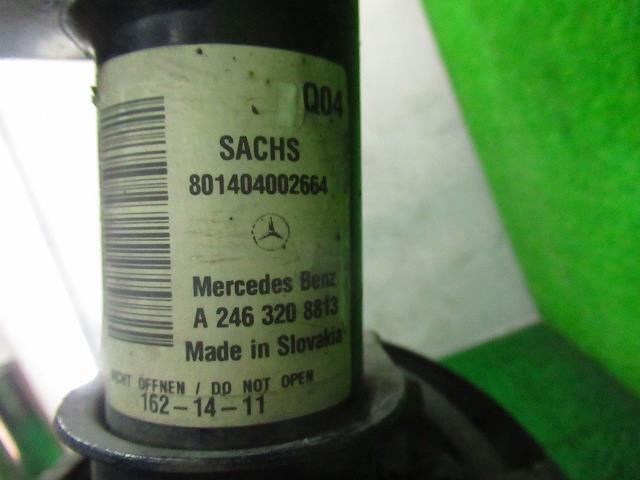 Q04
SACHS
801404002664
Mercedes Benz
A 246 320 8813
Made in Slovakia
NICHT ÖFFNEN / DO NOT OPEN
162-14-11